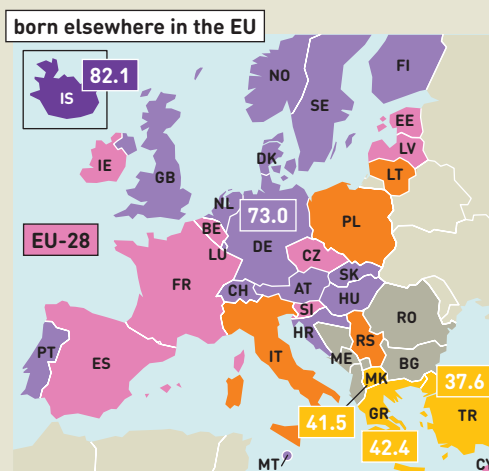 born elsewhere in the EU
82.1
IS
NO
SE
FI
EE
LV
LT
IE
GB
DK
NL
73.0
PL
EU-28
BE
DE
LU
CZ
FR
SK
CH
AT
HU
SI
HR
RO
PT
ES
IT
RS
ME
BG
MK
37.6
41.5
GR
TR
42.4
MT
CY